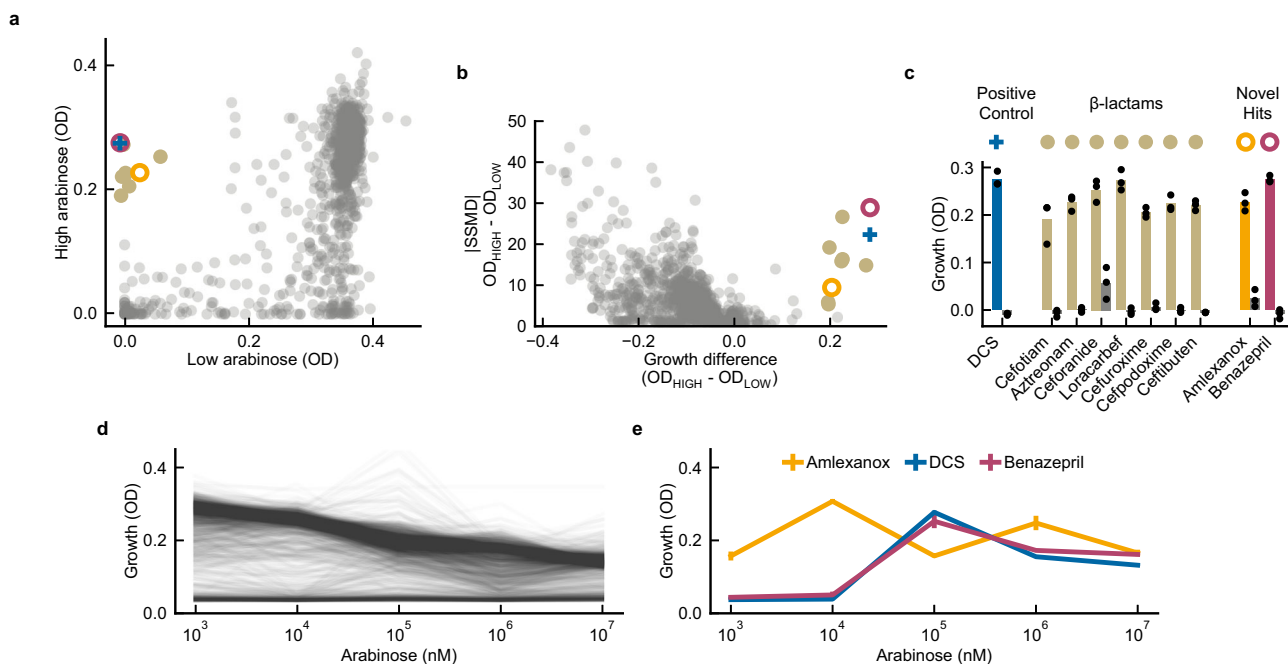 a
High arabinose (OD)
0.4
0.2
0.0
0.0
0.2
0.4
Low arabinose (OD)
b
|SSMD|
OD_HIGH - OD_LOW
50
40
30
20
10
0
−0.4
−0.2
0.0
0.2
Growth difference
(OD_HIGH - OD_LOW)
c
Positive
Control
β-lactams
Novel
Hits
Growth (OD)
0.3
0.2
0.1
0.0
DCS
Cefotiam
Aztreonam
Ceforanide
Loracarbef
Cefuroxime
Cefpodoxime
Ceftibuten
Amlexanox
Benazepril
d
Growth (OD)
0.4
0.2
0.0
10^3
10^4
10^5
10^6
10^7
Arabinose (nM)
e
Amlexanox
DCS
Benazepril
Growth (OD)
0.4
0.2
0.0
10^3
10^4
10^5
10^6
10^7
Arabinose (nM)